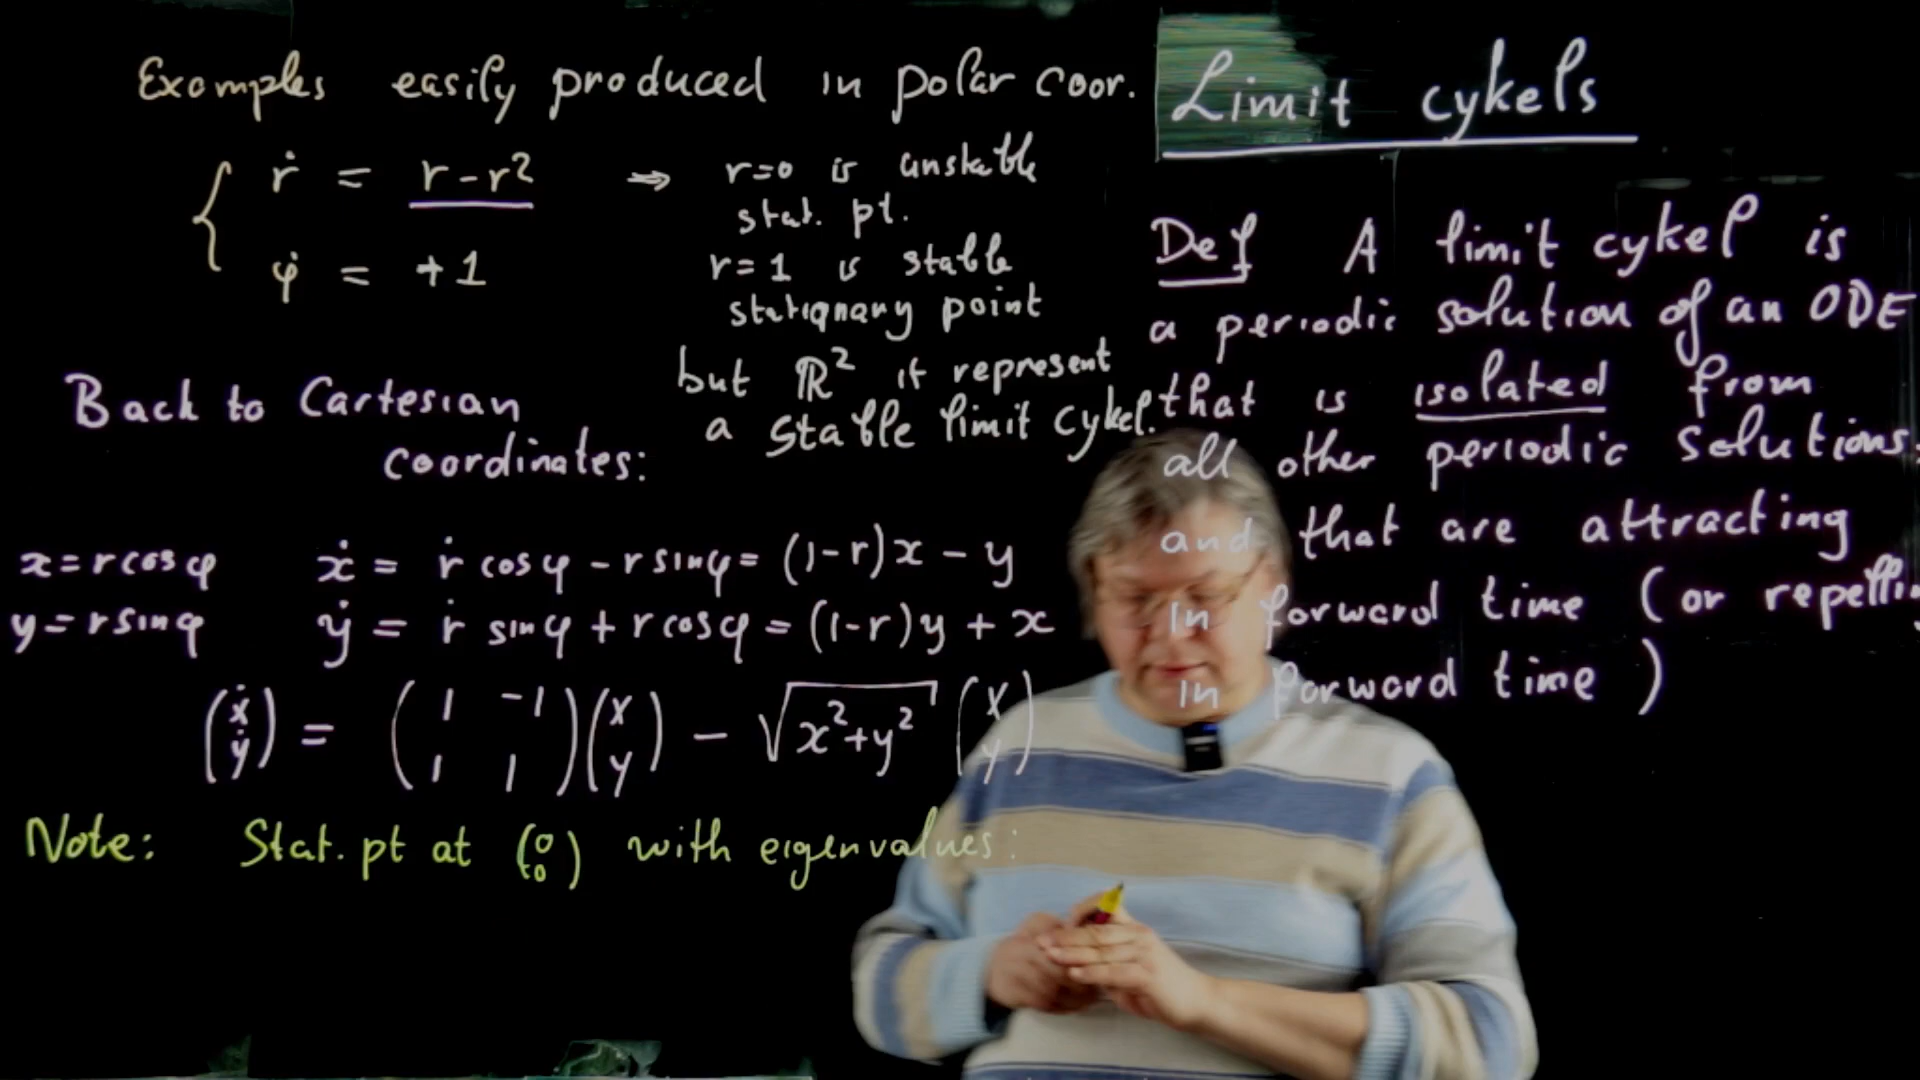 Examples easily produced in polar coor.
ṙ = r-r² ⇒ r=0 is unstable
stat. pt.
φ̇ = +1 r=1 is stable
stationary point
but ℝ² it represent
a stable limit cykel.
Back to Cartesian
coordinates:
x=rcosφ ẋ = ṙ cosφ - r sinφ = (1-r)x - y
y=rsinφ ẏ = ṙ sinφ + r cosφ = (1-r)y + x
(ẋ ẏ) = (1 -1 1 1)(x y) - √x²+y² (x y)
Note: Stat. pt at (0 0) with eigenvalues:
Limit cykels
Def A limit cykel is
a periodic solution of an ODE
that is isolated from
all other periodic solutions,
and that are attracting
in forward time (or repelling
in forward time)